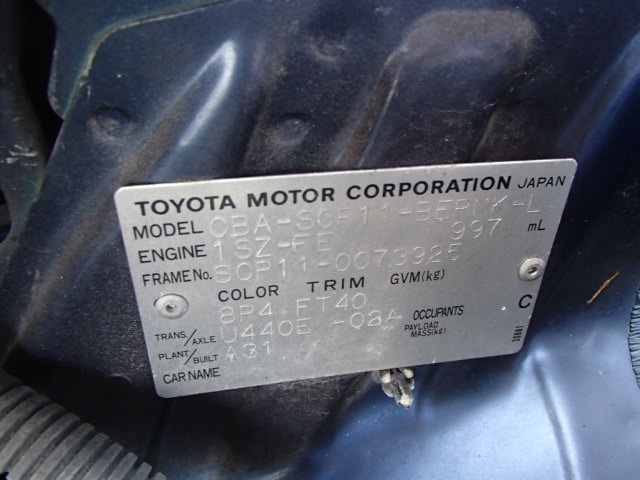 TOYOTA MOTOR CORPORATION JAPAN
MODEL CBA-SCP11-BEPNK-L
ENGINE 1SZ-FE 997 mL
FRAME No. SCP11-0073925
COLOR TRIM GVM(kg)
8P4 FT40
TRANS./AXLE U440E -02A OCCUPANTS C
PAYLOAD MASS(kg)
PLANT/BUILT A31
CAR NAME